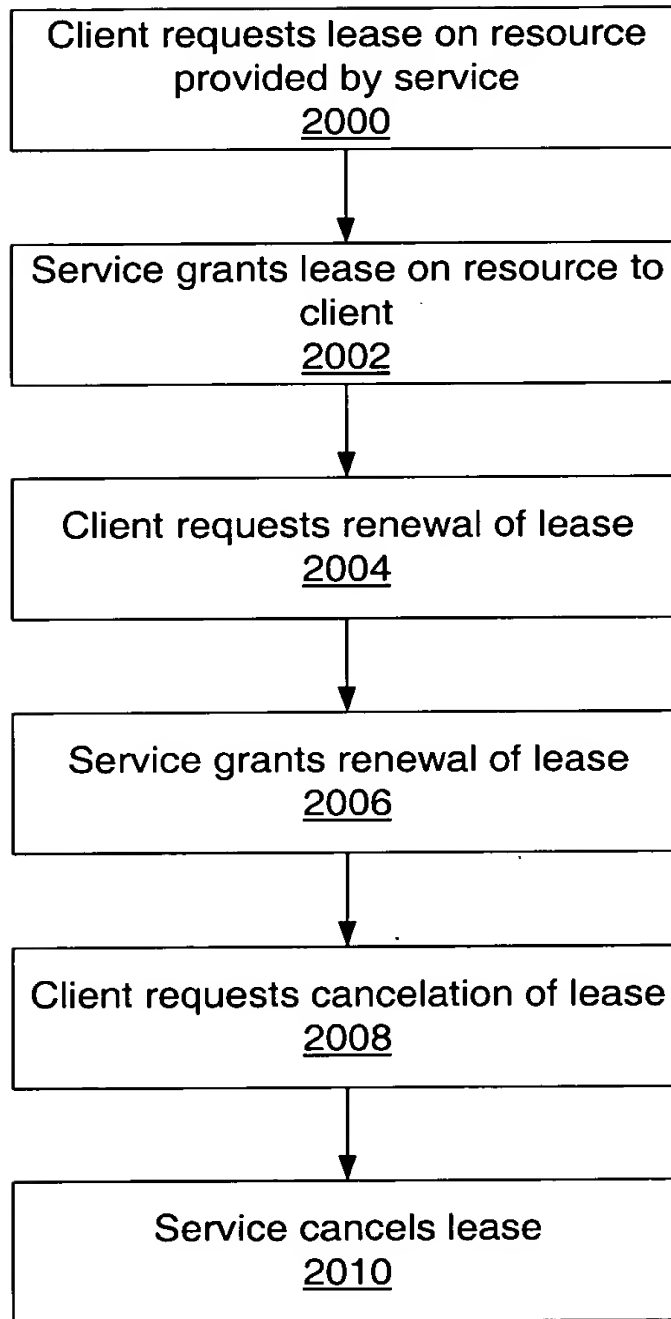 Client requests lease on resource
provided by service
2000
Service grants lease on resource to
client
2002
Client requests renewal of lease
2004
Service grants renewal of lease
2006
Client requests cancelation of lease
2008
Service cancels lease
2010